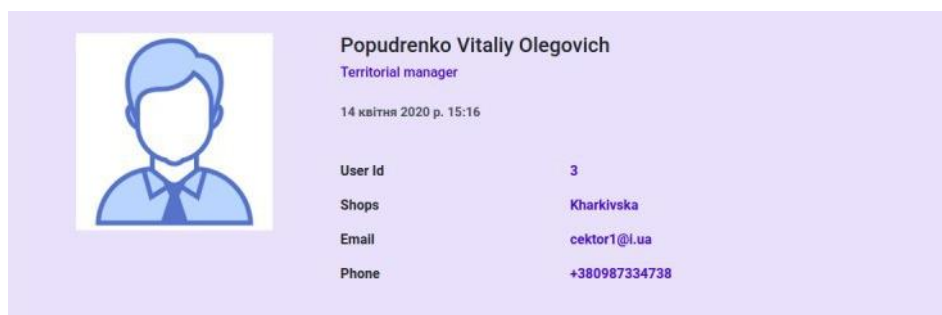 Popudrenko Vitaliy Olegovich
Territorial manager
14 квітня 2020 р. 15:16
User Id 3
Shops Kharkivska
Email cektor1@i.ua
Phone +380987334738